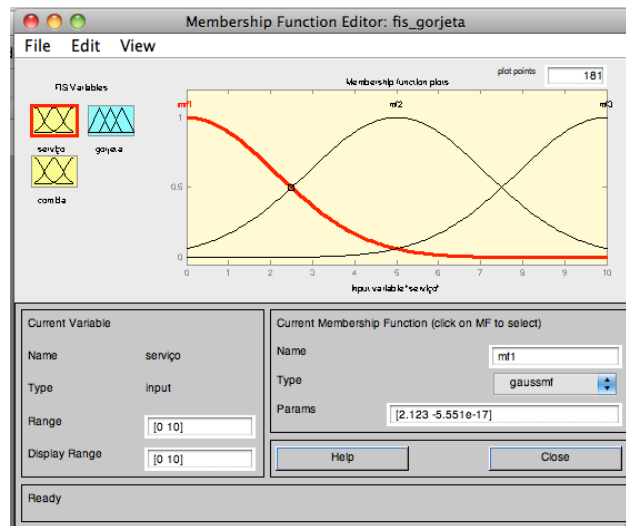 Membership Function Editor: fis_gorjeta
File Edit View
FIS Variables
serviço
gorjeta
comida
Membership function plots
plot points
181
mf1 mf2 mf3
1
0.5
0
0 1 2 3 4 5 6 7 8 9 10
input variable "serviço"
Current Variable
Name serviço
Type input
Range [0 10]
Display Range [0 10]
Current Membership Function (click on MF to select)
Name mf1
Type gaussmf
Params [2.123 -5.551e-17]
Help Close
Ready